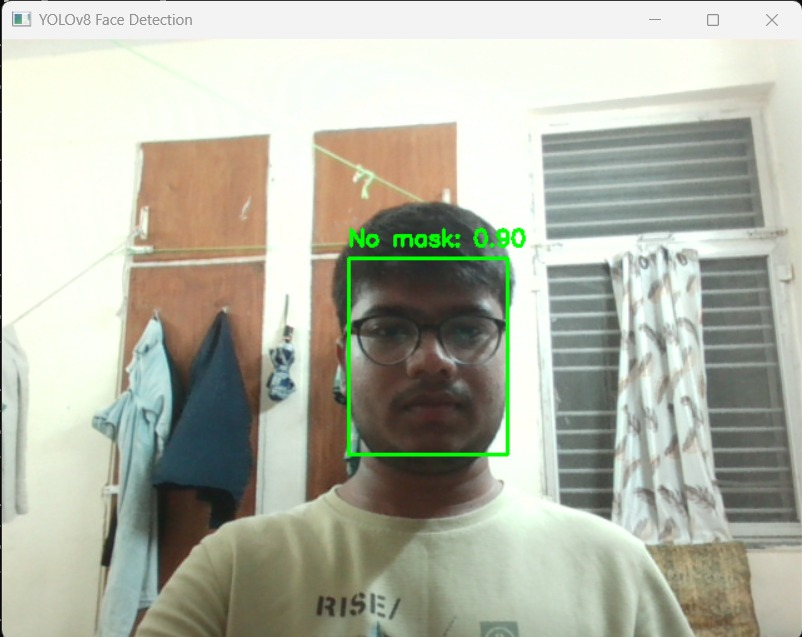 YOLOv8 Face Detection
No mask: 0.90
RISE/